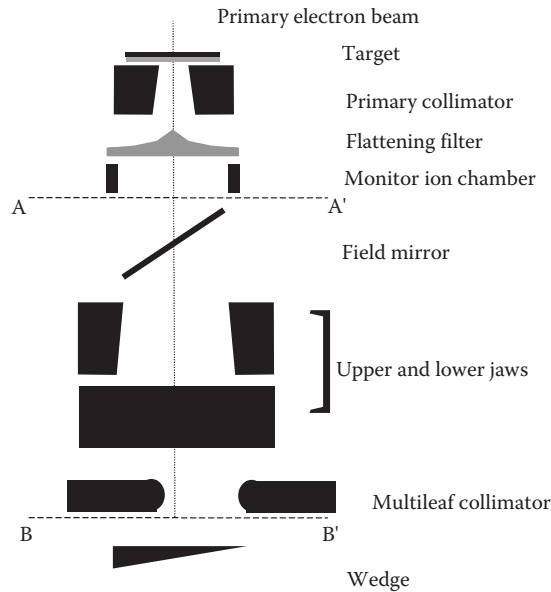 Primary electron beam
Target
Primary collimator
Flattening filter
Monitor ion chamber
A A'
Field mirror
Upper and lower jaws
Multileaf collimator
B B'
Wedge